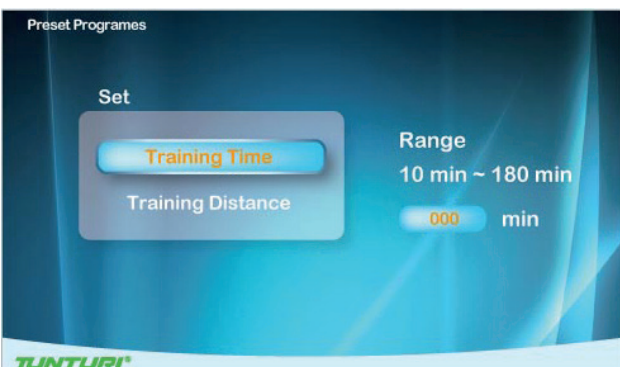 Preset Programes
Set
Training Time
Training Distance
Range
10 min ~ 180 min
000 min
TUNTURI®